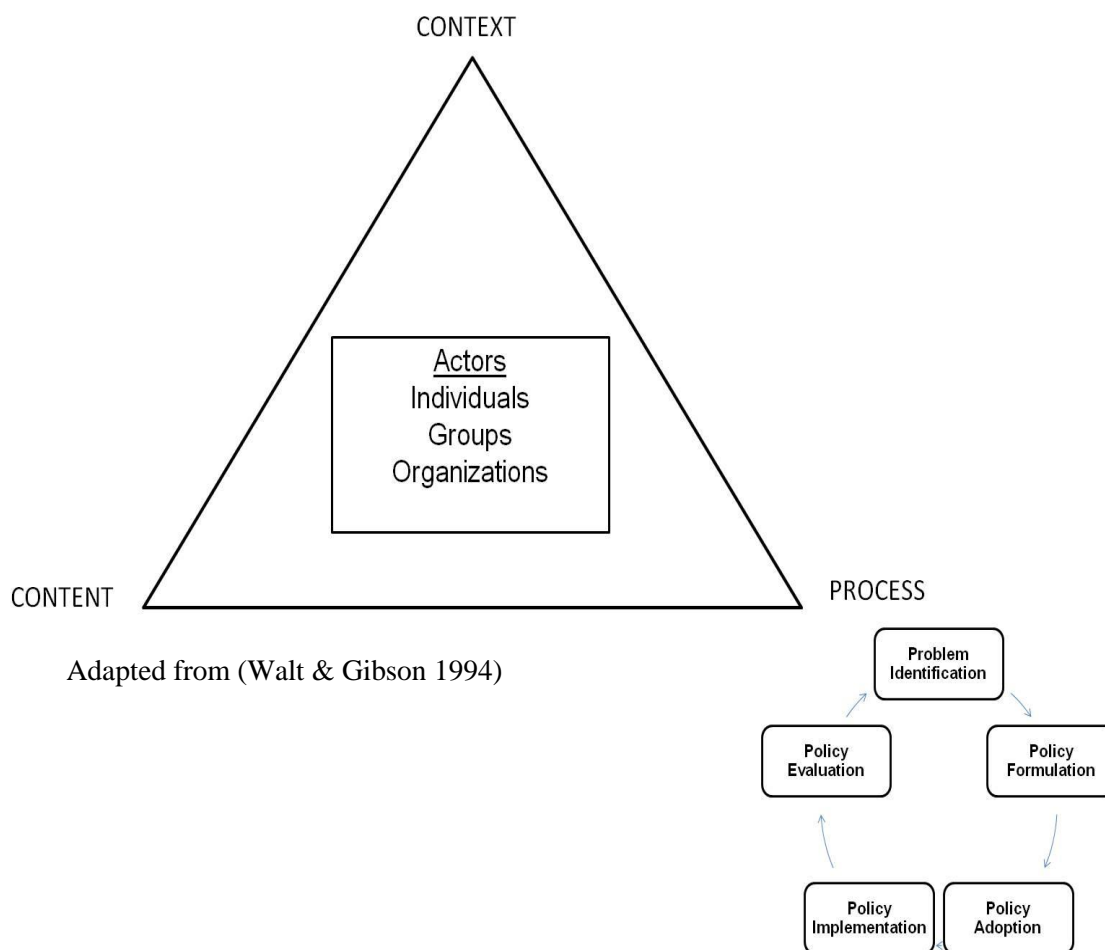 CONTEXT
Actors
Individuals
Groups
Organizations
CONTENT
PROCESS
Adapted from (Walt & Gibson 1994)
Problem
Identification
Policy
Evaluation
Policy
Formulation
Policy
Implementation
Policy
Adoption